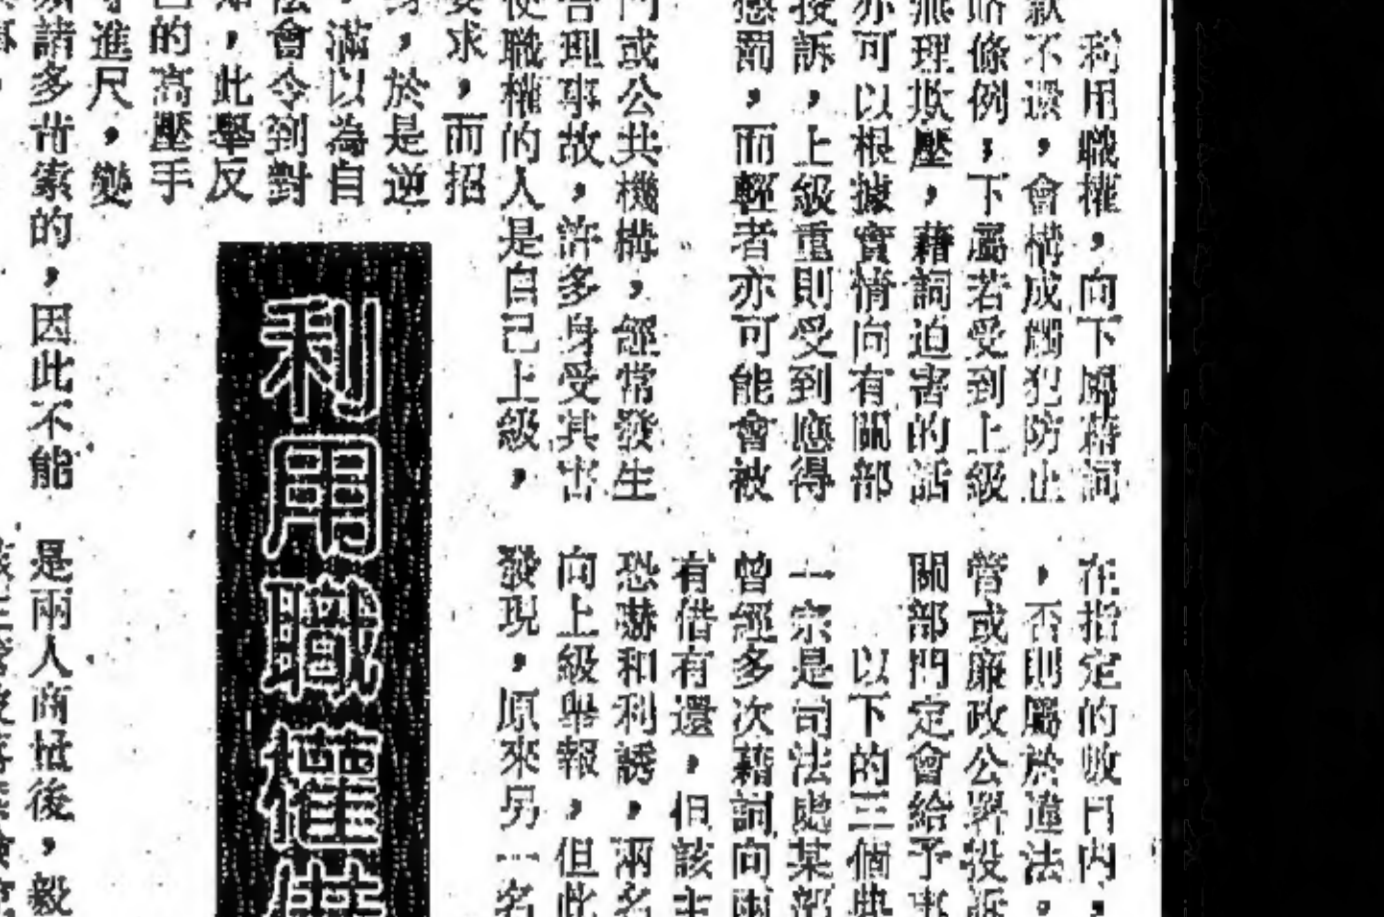 利用職權，向下屬藉詞
款不還，會構成觸犯防止
賂條例；下屬若受到上級
無理欺壓，藉詞迫害的話
亦可以根據實情向有關部
投訴，上級重則受到應得
懲罰，而輕者亦可能會被
門或公共機構，經常發生
合理事故，許多身受其害
使職權的人是自己上級，
要求，而招
，於是逆
，滿以為自
法會令到對
，此舉反
的高壓手
進尺，變
諸多背索的，因此不能
利用職權
在指定的收日內，
，否則屬於違法。
管或廉政公署投訴
關部門定會給予
以下的三個典
一宗是司法處某部
曾經多次藉詞向兩
有借有還，但該主
恐嚇和利誘，兩名
向上級舉報，但此
發現，原來另一名
是兩人商量後，毅